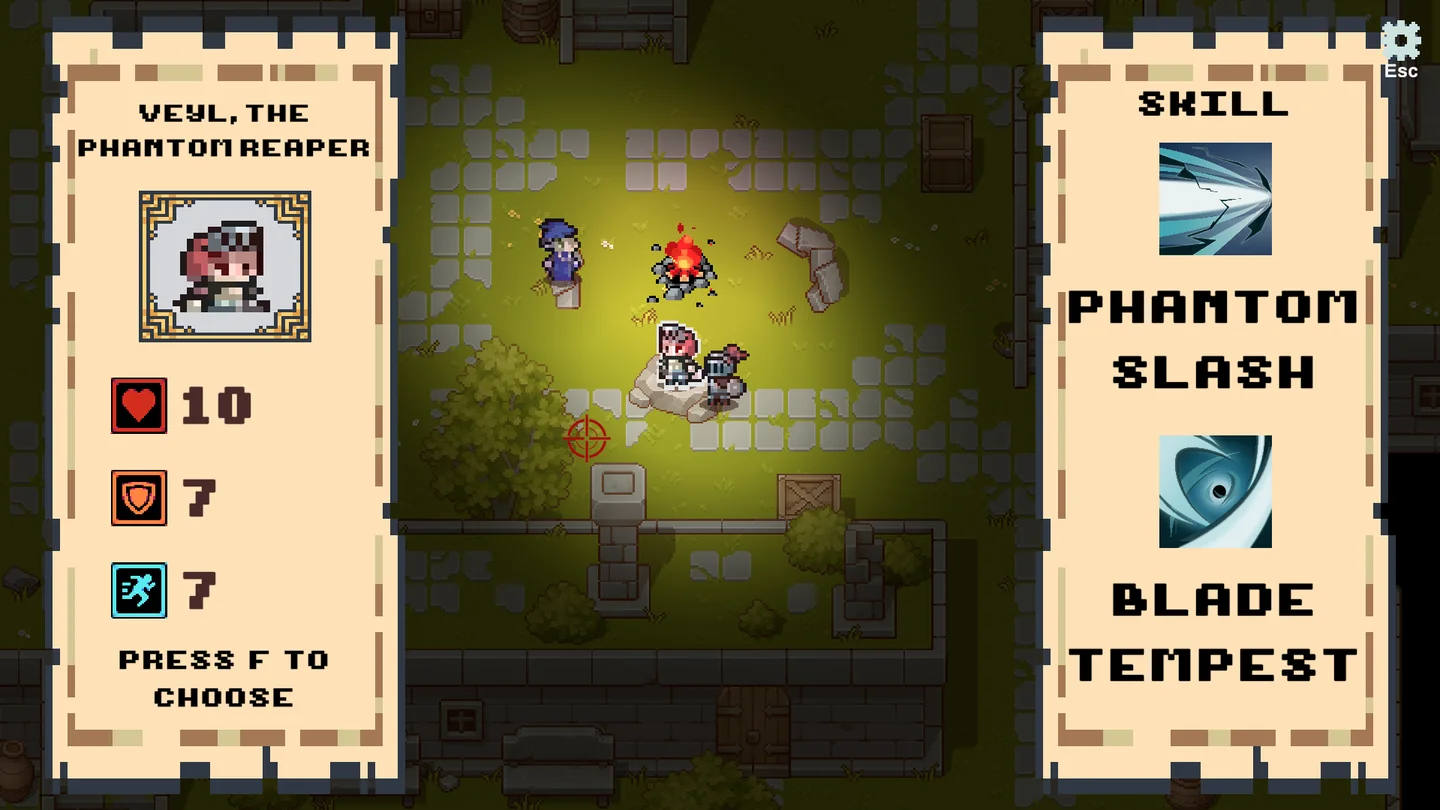 VEYL, THE
PHANTOM REAPER
10
7
7
PRESS F TO
CHOOSE
SKILL
PHANTOM
SLASH
BLADE
TEMPEST
Esc